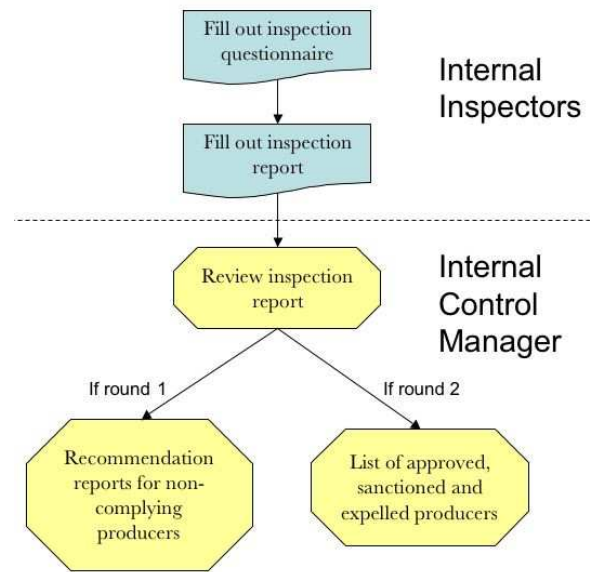 Fill out inspection
questionnaire
Internal
Inspectors
Fill out inspection
report
Review inspection
report
Internal
Control
Manager
If round 1
If round 2
Recommendation
reports for non-
complying
producers
List of approved,
sanctioned and
expelled producers